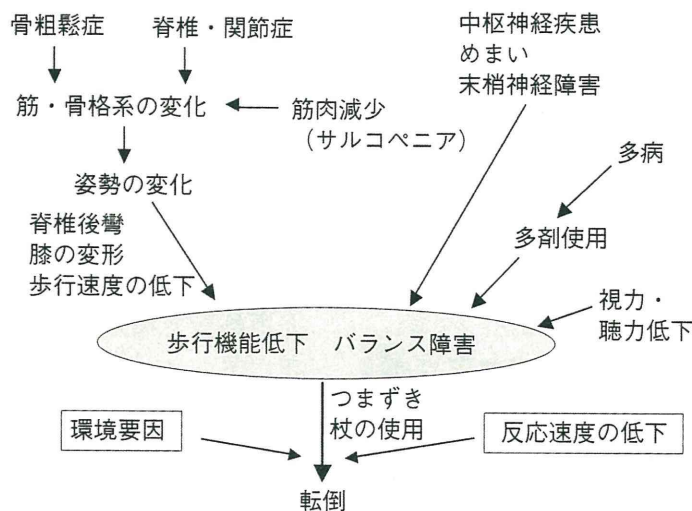 骨粗鬆症
脊椎・関節症
中枢神経疾患
めまい
末梢神経障害
筋・骨格系の変化
筋肉減少
（サルコペニア）
多病
姿勢の変化
脊椎後彎
膝の変形
歩行速度の低下
多剤使用
視力・
聴力低下
歩行機能低下　バランス障害
つまずき
杖の使用
環境要因
反応速度の低下
転倒